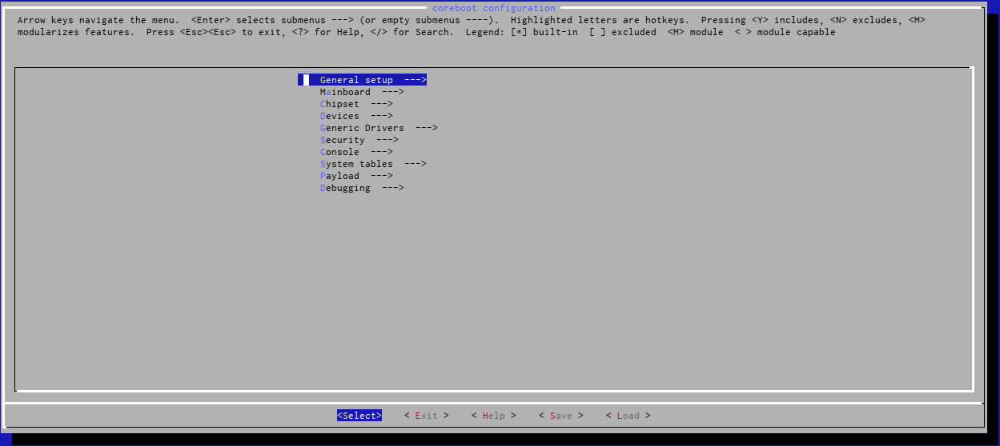 coreboot configuration
Arrow keys navigate the menu.  <Enter> selects submenus ---> (or empty submenus ----).  Highlighted letters are hotkeys.  Pressing <Y> includes, <N> excludes, <M>
modularizes features.  Press <Esc><Esc> to exit, <?> for Help, </> for Search.  Legend: [*] built-in  [ ] excluded  <M> module  < > module capable
General setup  --->
Mainboard  --->
Chipset  --->
Devices  --->
Generic Drivers  --->
Security  --->
Console  --->
System tables  --->
Payload  --->
Debugging  --->
<Select>    < Exit >    < Help >    < Save >    < Load >